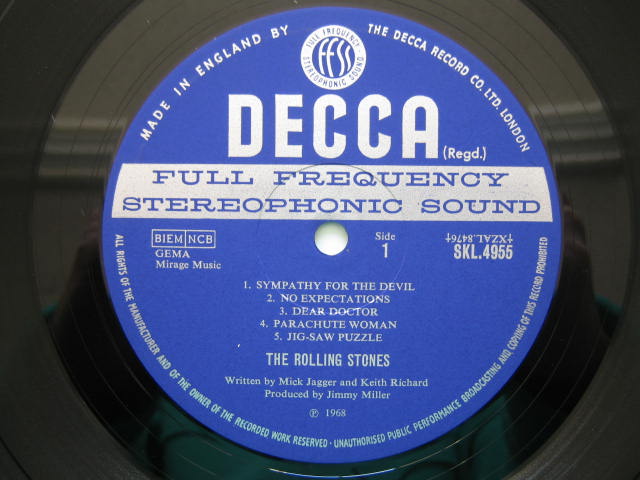 MADE IN ENGLAND BY THE DECCA RECORD CO. LTD. LONDON
FULL FREQUENCY
ffss
STEREOPHONIC SOUND
DECCA
(Regd.)
FULL FREQUENCY
STEREOPHONIC SOUND
BIEM NCB
GEMA
Mirage Music
Side
1
‡XZAL.8476‡
SKL.4955
1. SYMPATHY FOR THE DEVIL
2. NO EXPECTATIONS
3. DEAR DOCTOR
4. PARACHUTE WOMAN
5. JIG-SAW PUZZLE
THE ROLLING STONES
Written by Mick Jagger and Keith Richard
Produced by Jimmy Miller
℗ 1968
ALL RIGHTS OF THE MANUFACTURER AND OF THE OWNER OF THE RECORDED WORK RESERVED · UNAUTHORISED PUBLIC PERFORMANCE BROADCASTING AND, COPYING OF THIS RECORD PROHIBITED